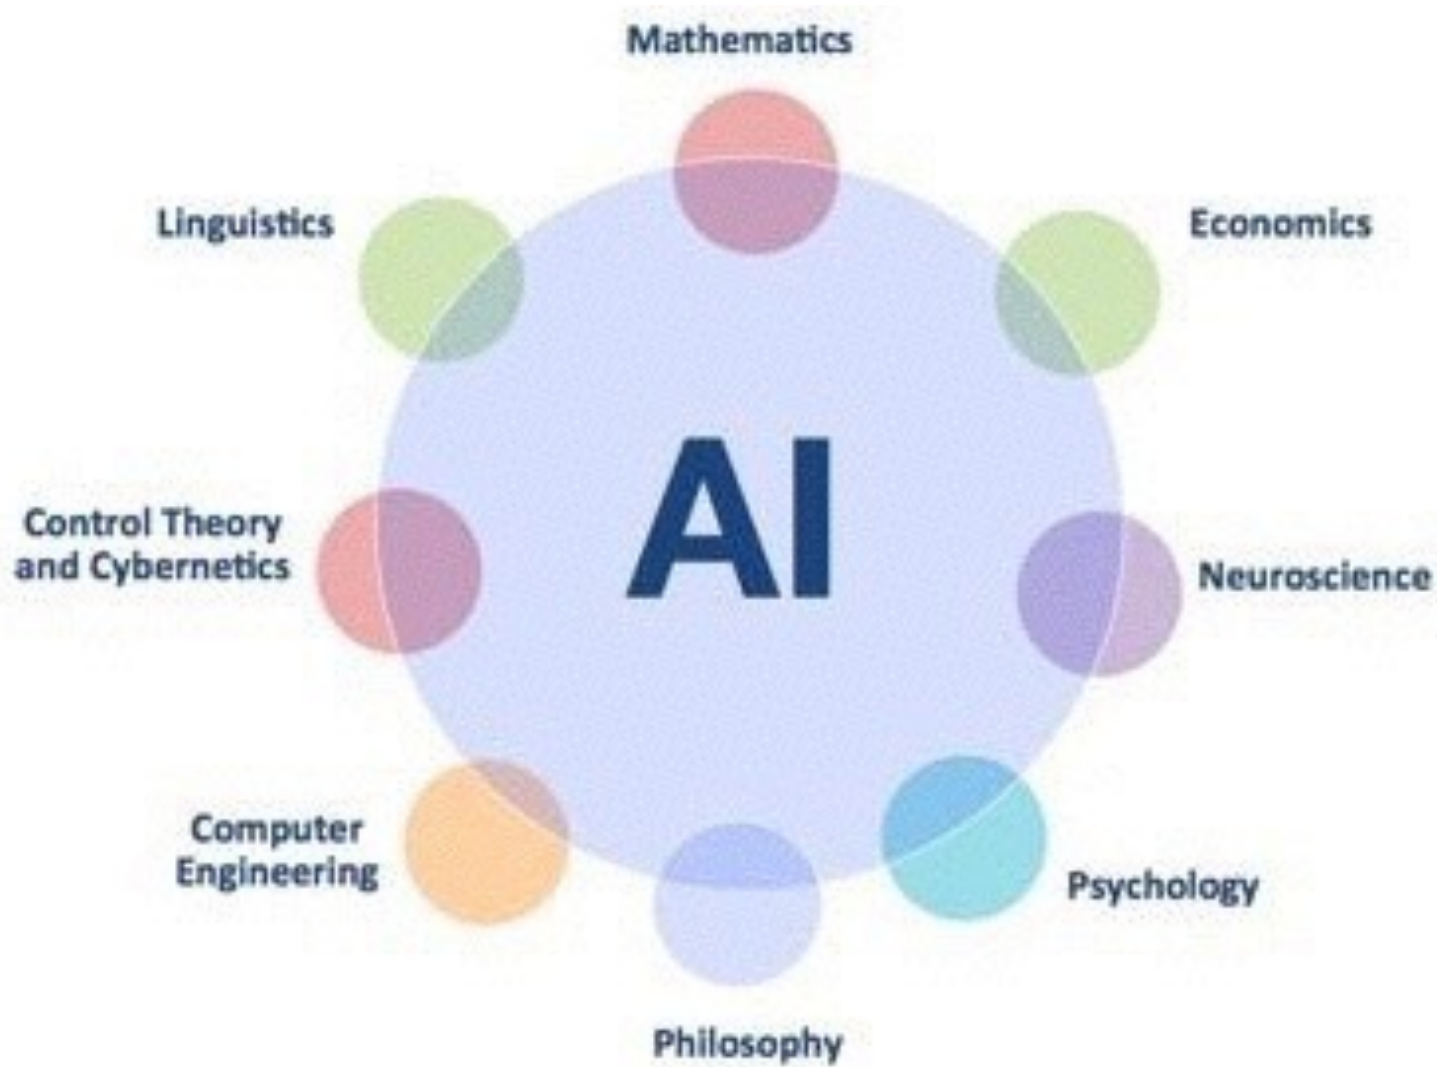 Mathematics
Linguistics
Economics
AI
Control Theory
and Cybernetics
Neuroscience
Computer
Engineering
Psychology
Philosophy